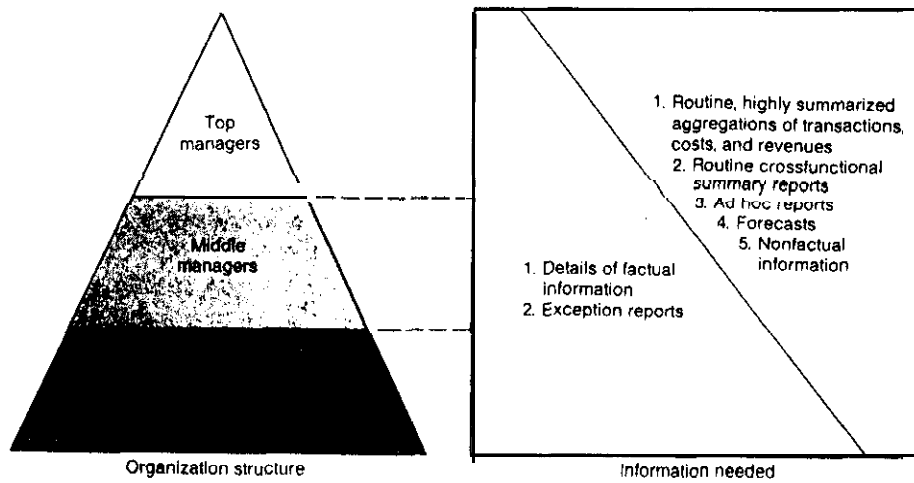 Top
managers
Middle
managers
Organization structure
1. Routine, highly summarized
aggregations of transactions,
costs, and revenues
2. Routine crossfunctional
summary reports
3. Ad hoc reports
4. Forecasts
5. Nonfactual
information
1. Details of factual
information
2. Exception reports
Information needed